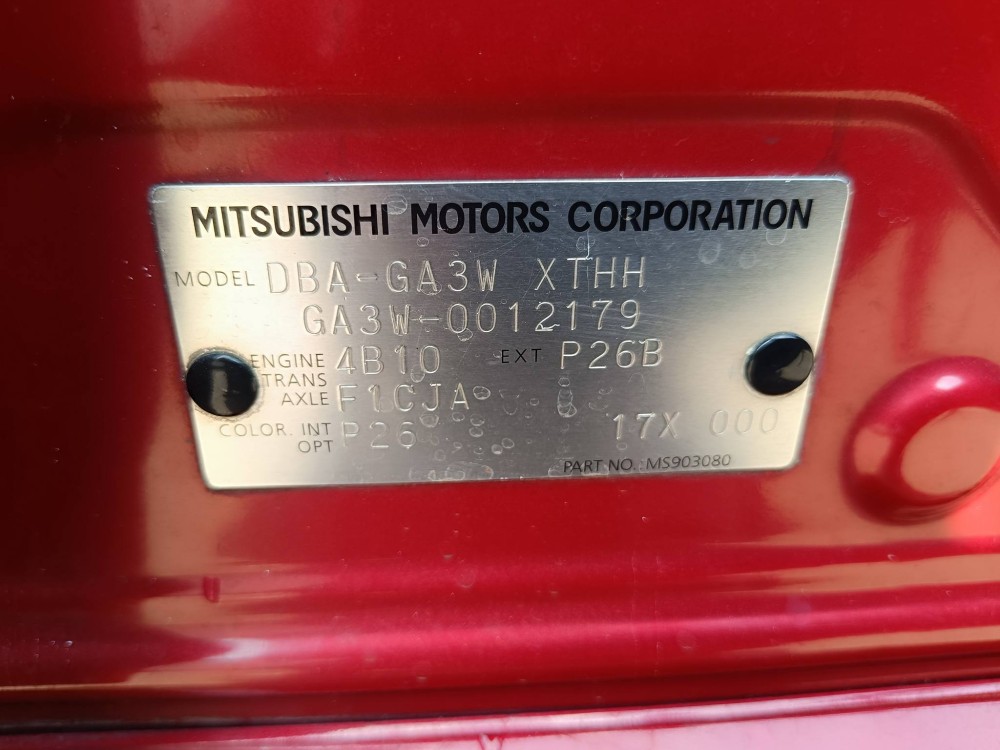 MITSUBISHI MOTORS CORPORATION
MODEL DBA-GA3W XTHH
GA3W-0012179
ENGINE 4B10 EXT P26B
TRANS AXLE F1CJA
COLOR. INT OPT P26 17X 000
PART NO. MS903080